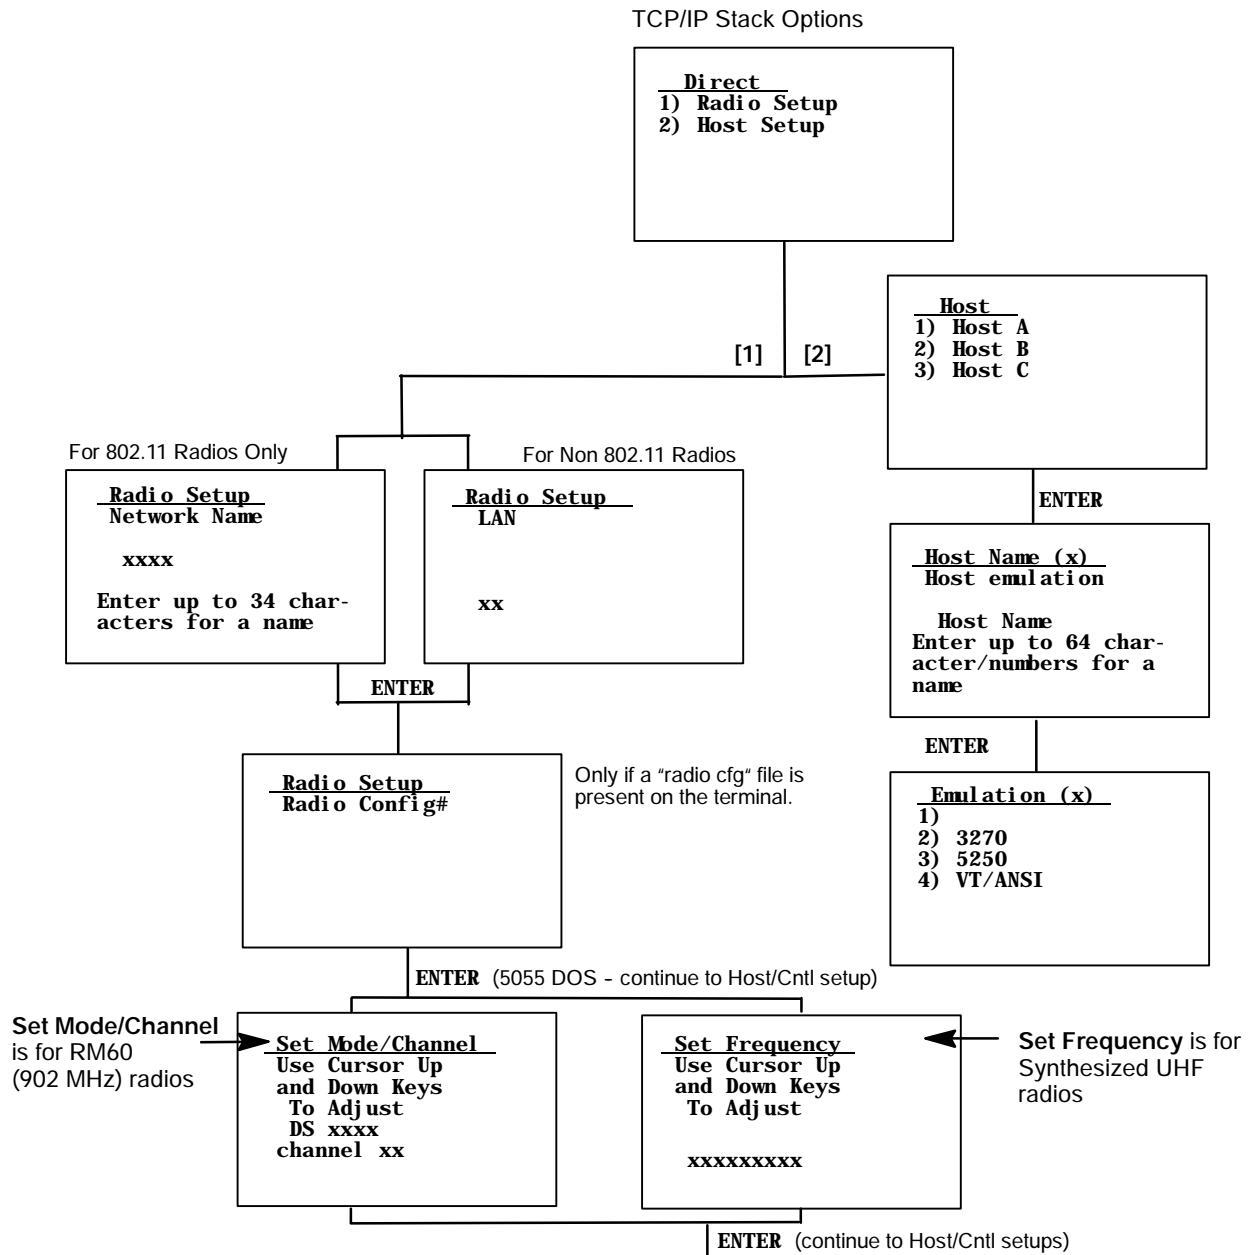 TCP/IP Stack Options
Direct
1) Radio Setup
2) Host Setup
[1] [2]
Host
1) Host A
2) Host B
3) Host C
For 802.11 Radios Only
Radio Setup
Network Name
xxxx
Enter up to 34 char-
acters for a name
For Non 802.11 Radios
Radio Setup
LAN
xx
ENTER
ENTER
Host Name (x)
Host emulation
Host Name
Enter up to 64 char-
acter/numbers for a
name
ENTER
Emulation (x)
1)
2) 3270
3) 5250
4) VT/ANSI
Radio Setup
Radio Config#
Only if a "radio cfg" file is
present on the terminal.
ENTER (5055 DOS - continue to Host/Cntl setup)
Set Mode/Channel
is for RM60
(902 MHz) radios
Set Mode/Channel
Use Cursor Up
and Down Keys
To Adjust
DS xxxx
channel xx
Set Frequency
Use Cursor Up
and Down Keys
To Adjust
xxxxxxxxx
Set Frequency is for
Synthesized UHF
radios
ENTER (continue to Host/Cntl setups)